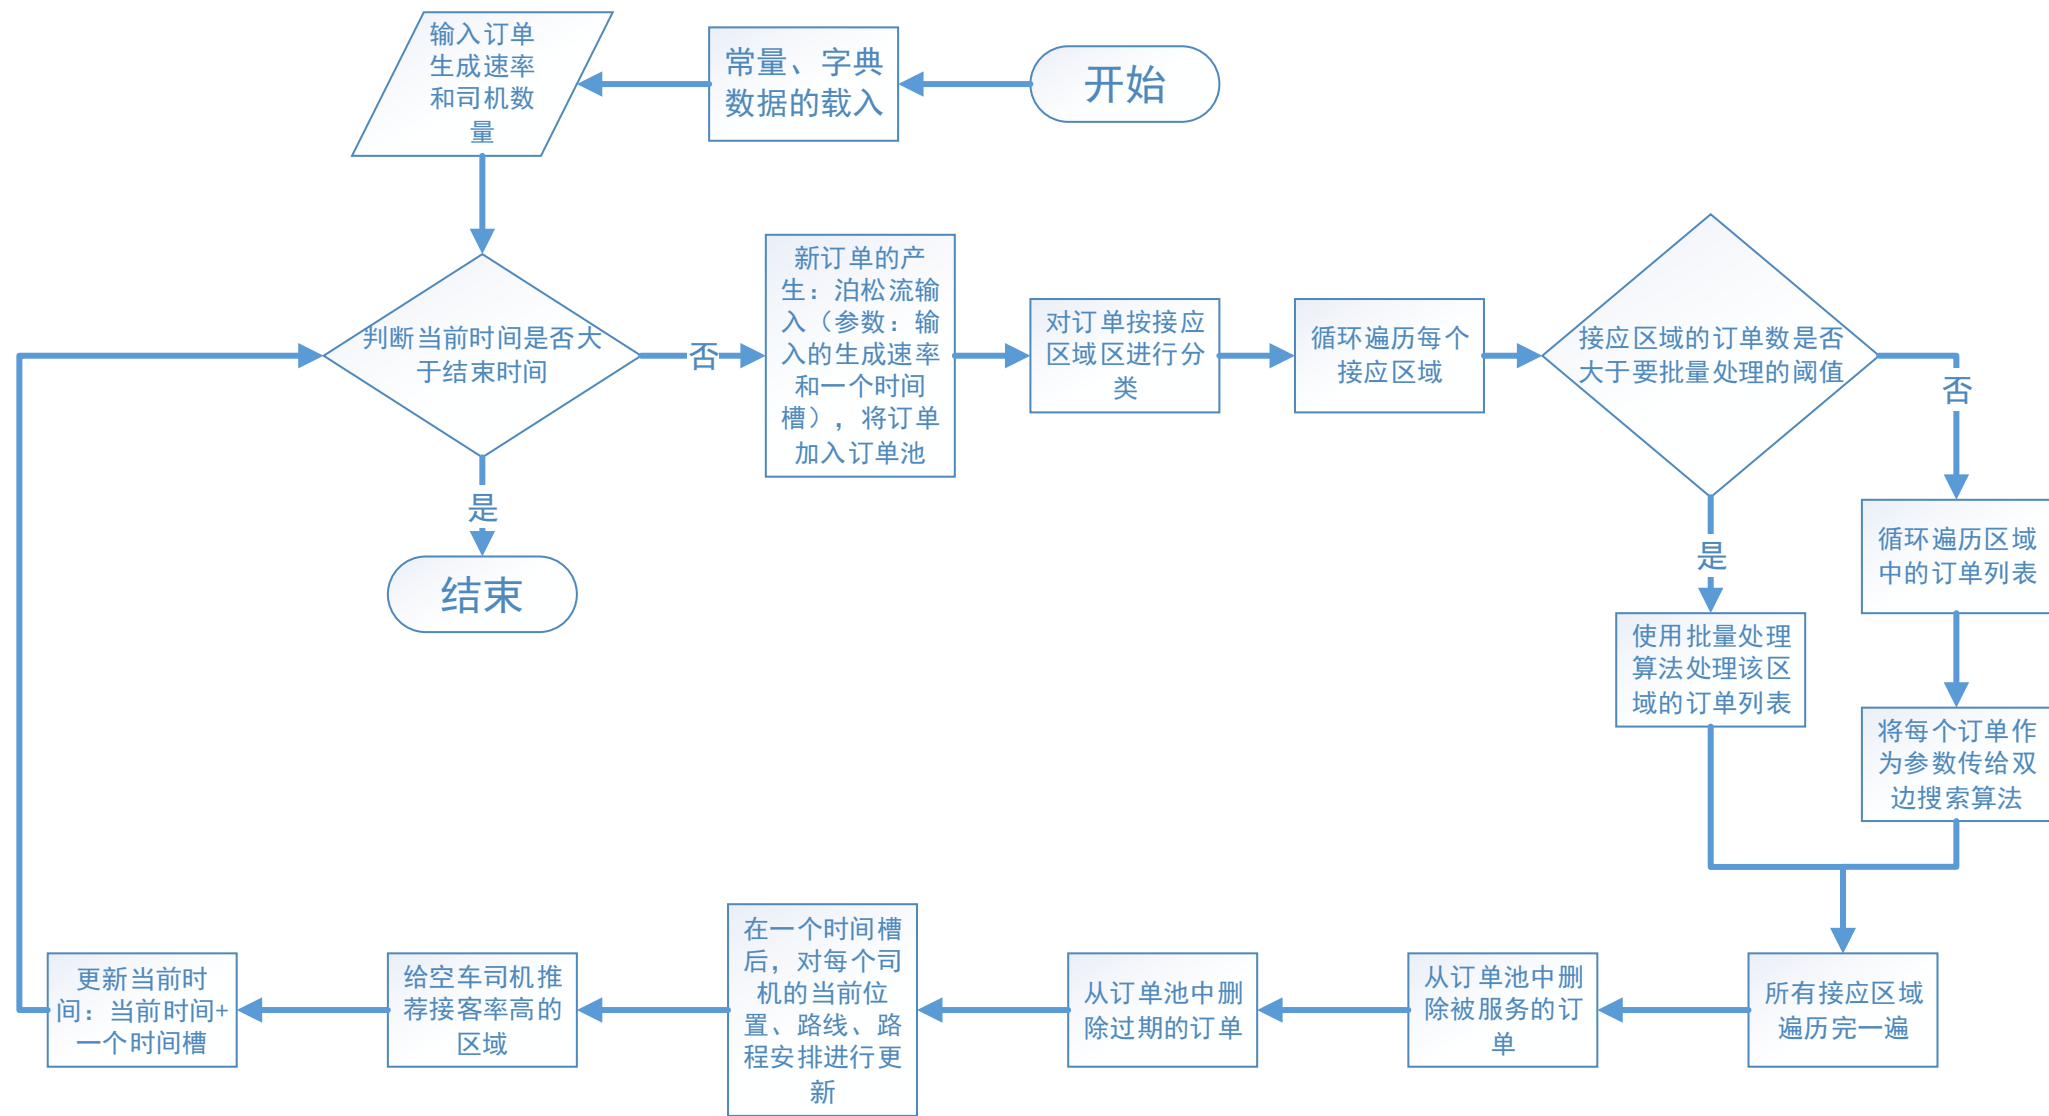 开始
常量、字典
数据的载入
输入订单
生成速率
和司机数
量
判断当前时间是否大
于结束时间
是
结束
否
新订单的产
生：泊松流输
入（参数：输
入的生成速率
和一个时间
槽），将订单
加入订单池
对订单按接应
区域区进行分
类
循环遍历每个
接应区域
接应区域的订单数是否
大于要批量处理的阈值
是
使用批量处理
算法处理该区
域的订单列表
否
循环遍历区域
中的订单列表
将每个订单作
为参数传给双
边搜索算法
所有接应区域
遍历完一遍
从订单池中删
除被服务的订
单
从订单池中删
除过期的订单
在一个时间槽
后，对每个司
机的当前位
置、路线、路
程安排进行更
新
给空车司机推
荐接客率高的
区域
更新当前时
间：当前时间+
一个时间槽